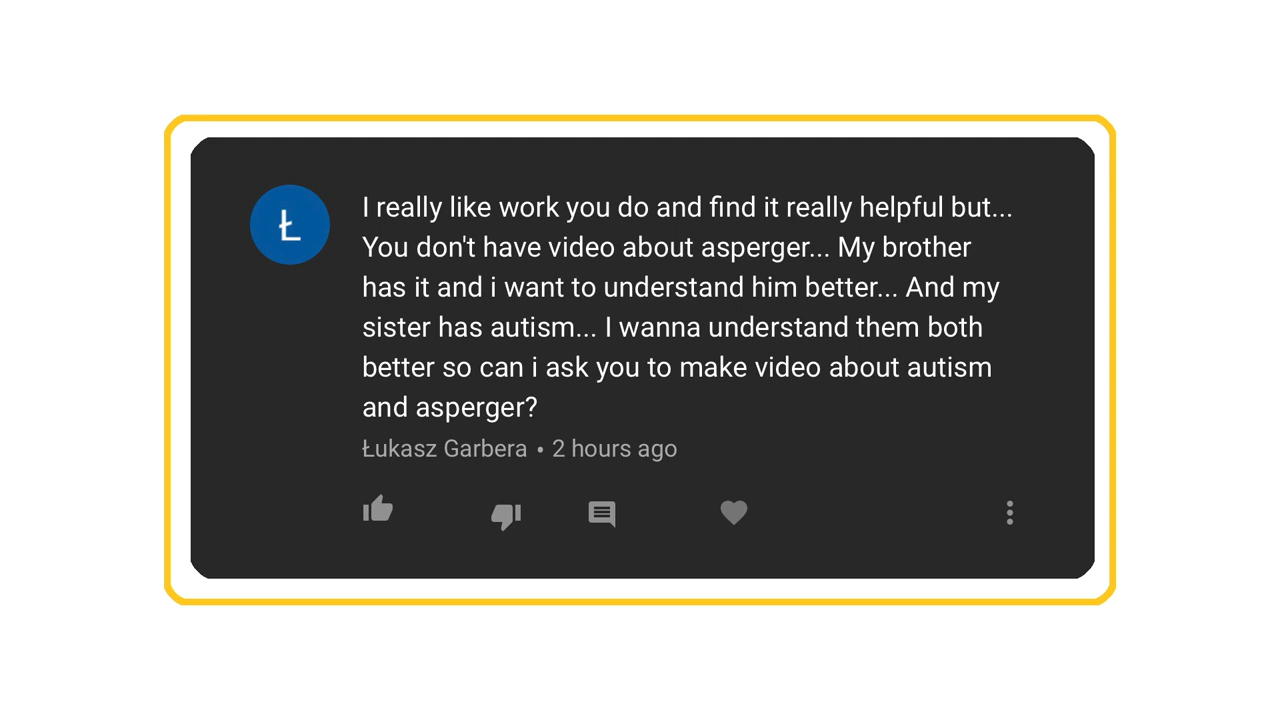 Ł
I really like work you do and find it really helpful but...
You don't have video about asperger... My brother
has it and i want to understand him better... And my
sister has autism... I wanna understand them both
better so can i ask you to make video about autism
and asperger?
Łukasz Garbera • 2 hours ago